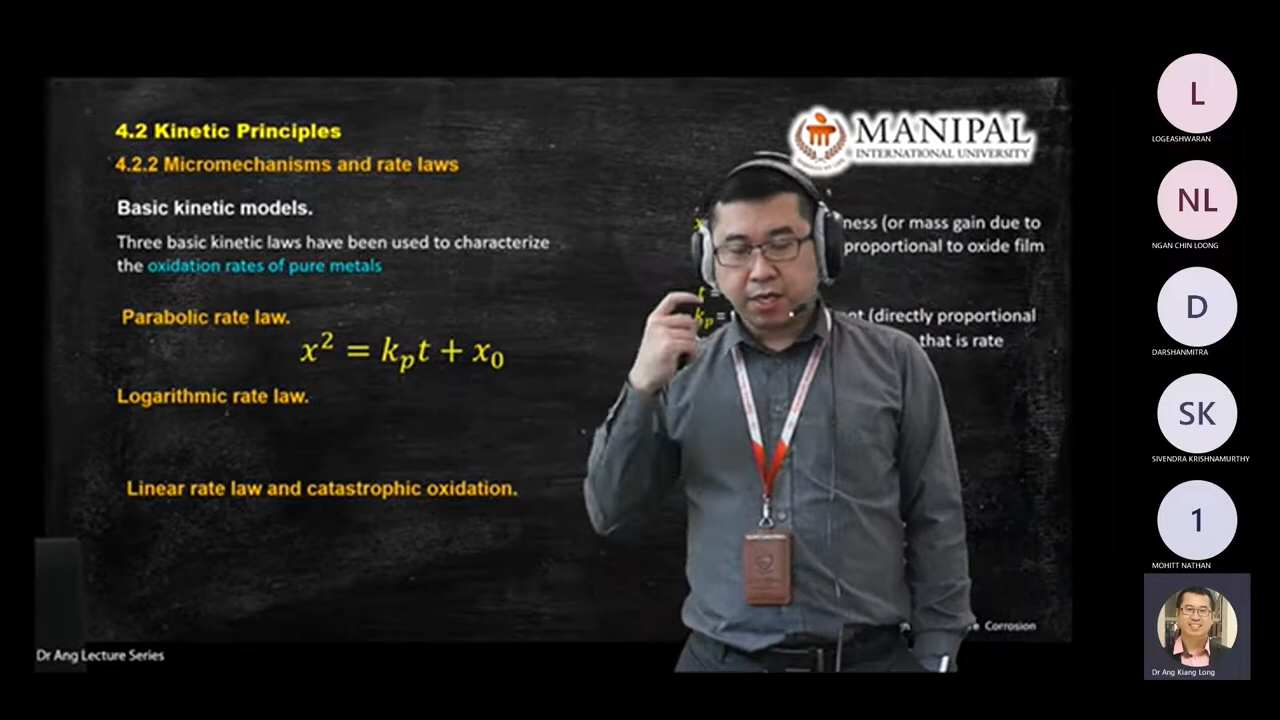 4.2 Kinetic Principles
4.2.2 Micromechanisms and rate laws
MANIPAL
INTERNATIONAL UNIVERSITY
Basic kinetic models.
Three basic kinetic laws have been used to characterize
the oxidation rates of pure metals
Parabolic rate law.
x² = kₚt + x₀
Logarithmic rate law.
Linear rate law and catastrophic oxidation.
(or mass gain due to
proportional to oxide film
t =
kₚ =
(directly proportional
that is rate
Corrosion
Dr Ang Lecture Series
L
LOGEASHWARAN
NL
NGAN CHIN LOONG
D
DARSHANMITRA
SK
SIVENDRA KRISHNAMURTHY
1
MOHITT NATHAN
Dr Ang Kiang Long